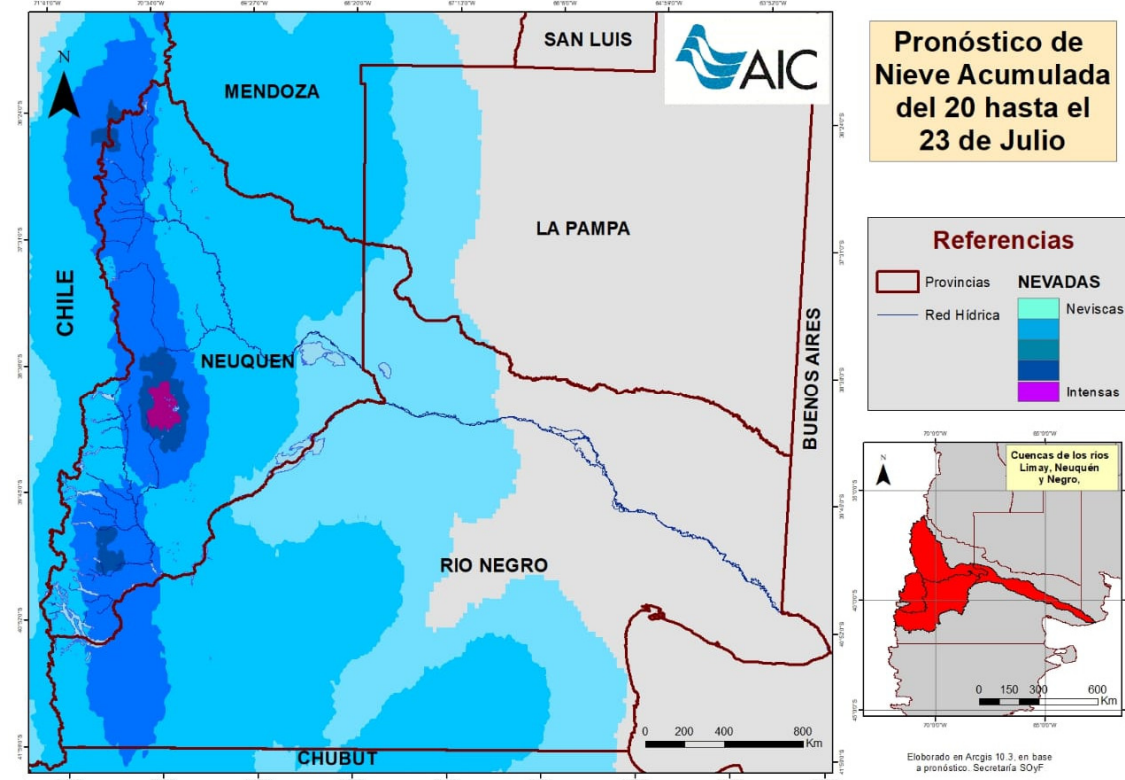 SAN LUIS
AIC
N
MENDOZA
LA PAMPA
CHILE
NEUQUEN
BUENOS AIRES
RIO NEGRO
CHUBUT
0 200 400 800
Km
Pronóstico de
Nieve Acumulada
del 20 hasta el
23 de Julio
Referencias
Provincias
Red Hídrica
NEVADAS
Neviscas
Intensas
N
Cuencas de los ríos
Limay, Neuquén
y Negro,
0 150 300 600
Km
Elaborado en Arcgis 10.3, en base
a pronóstico. Secretaría SOyF